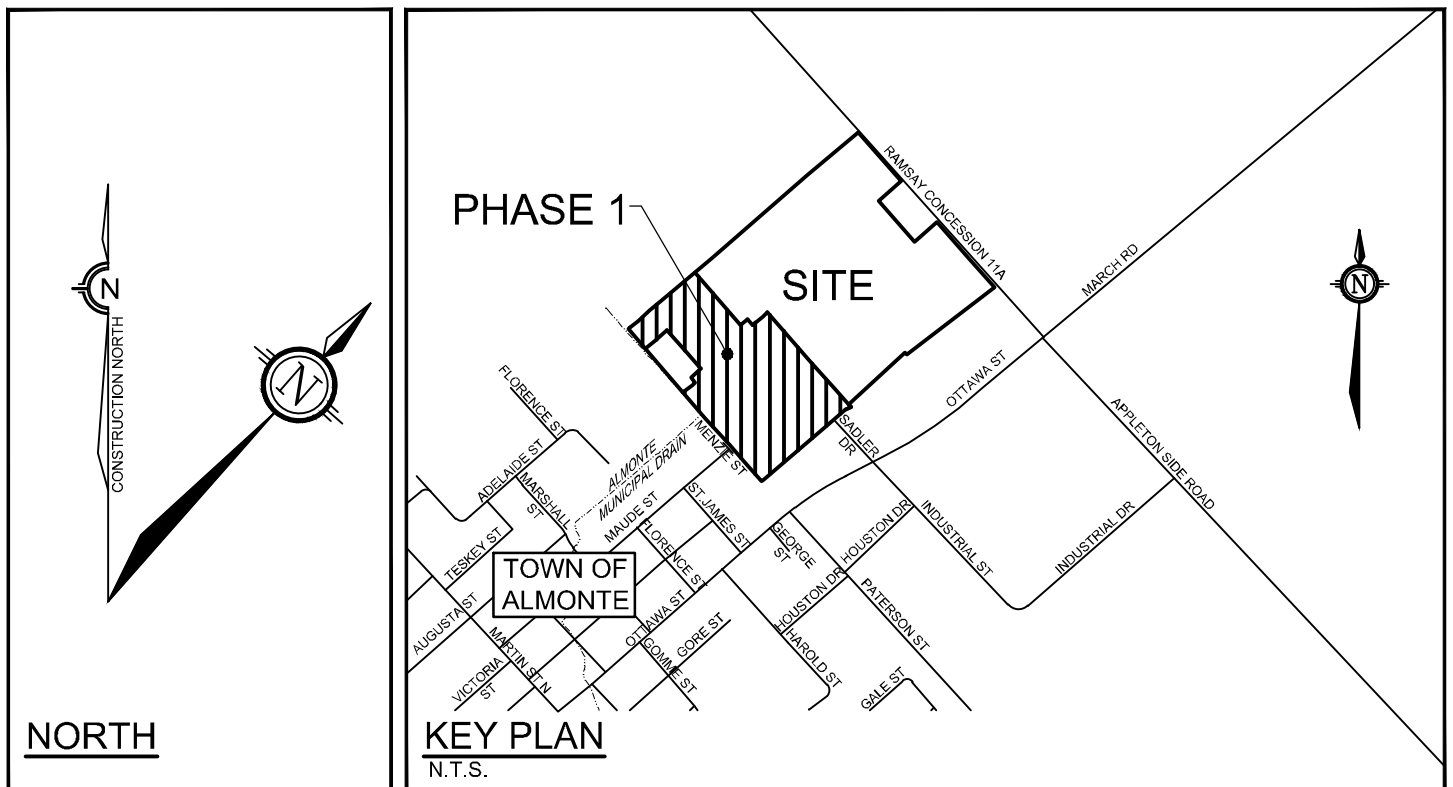 N
CONSTRUCTION NORTH
N
NORTH
PHASE 1
SITE
RAMSAY CONCESSION 11A
MARCH RD
N
OTTAWA ST
APPLETON SIDE ROAD
SADLER
DR
FLORENCE ST
MENZIE ST
ALMONTE
MUNICIPAL DRAIN
ADELAIDE ST
MARSHALL
ST
MAUDE ST
ST.JAMES ST
FLORENCE ST
GEORGE
ST
HOUSTON DR
INDUSTRIAL ST
INDUSTRIAL DR
TESKEY ST
TOWN OF
ALMONTE
HOUSTON DR
PATERSON ST
AUGUSTA ST
OTTAWA ST
GORE ST
HAROLD ST
MARTIN ST N
GOMME ST
VICTORIA
ST
GALE ST
KEY PLAN
N.T.S.